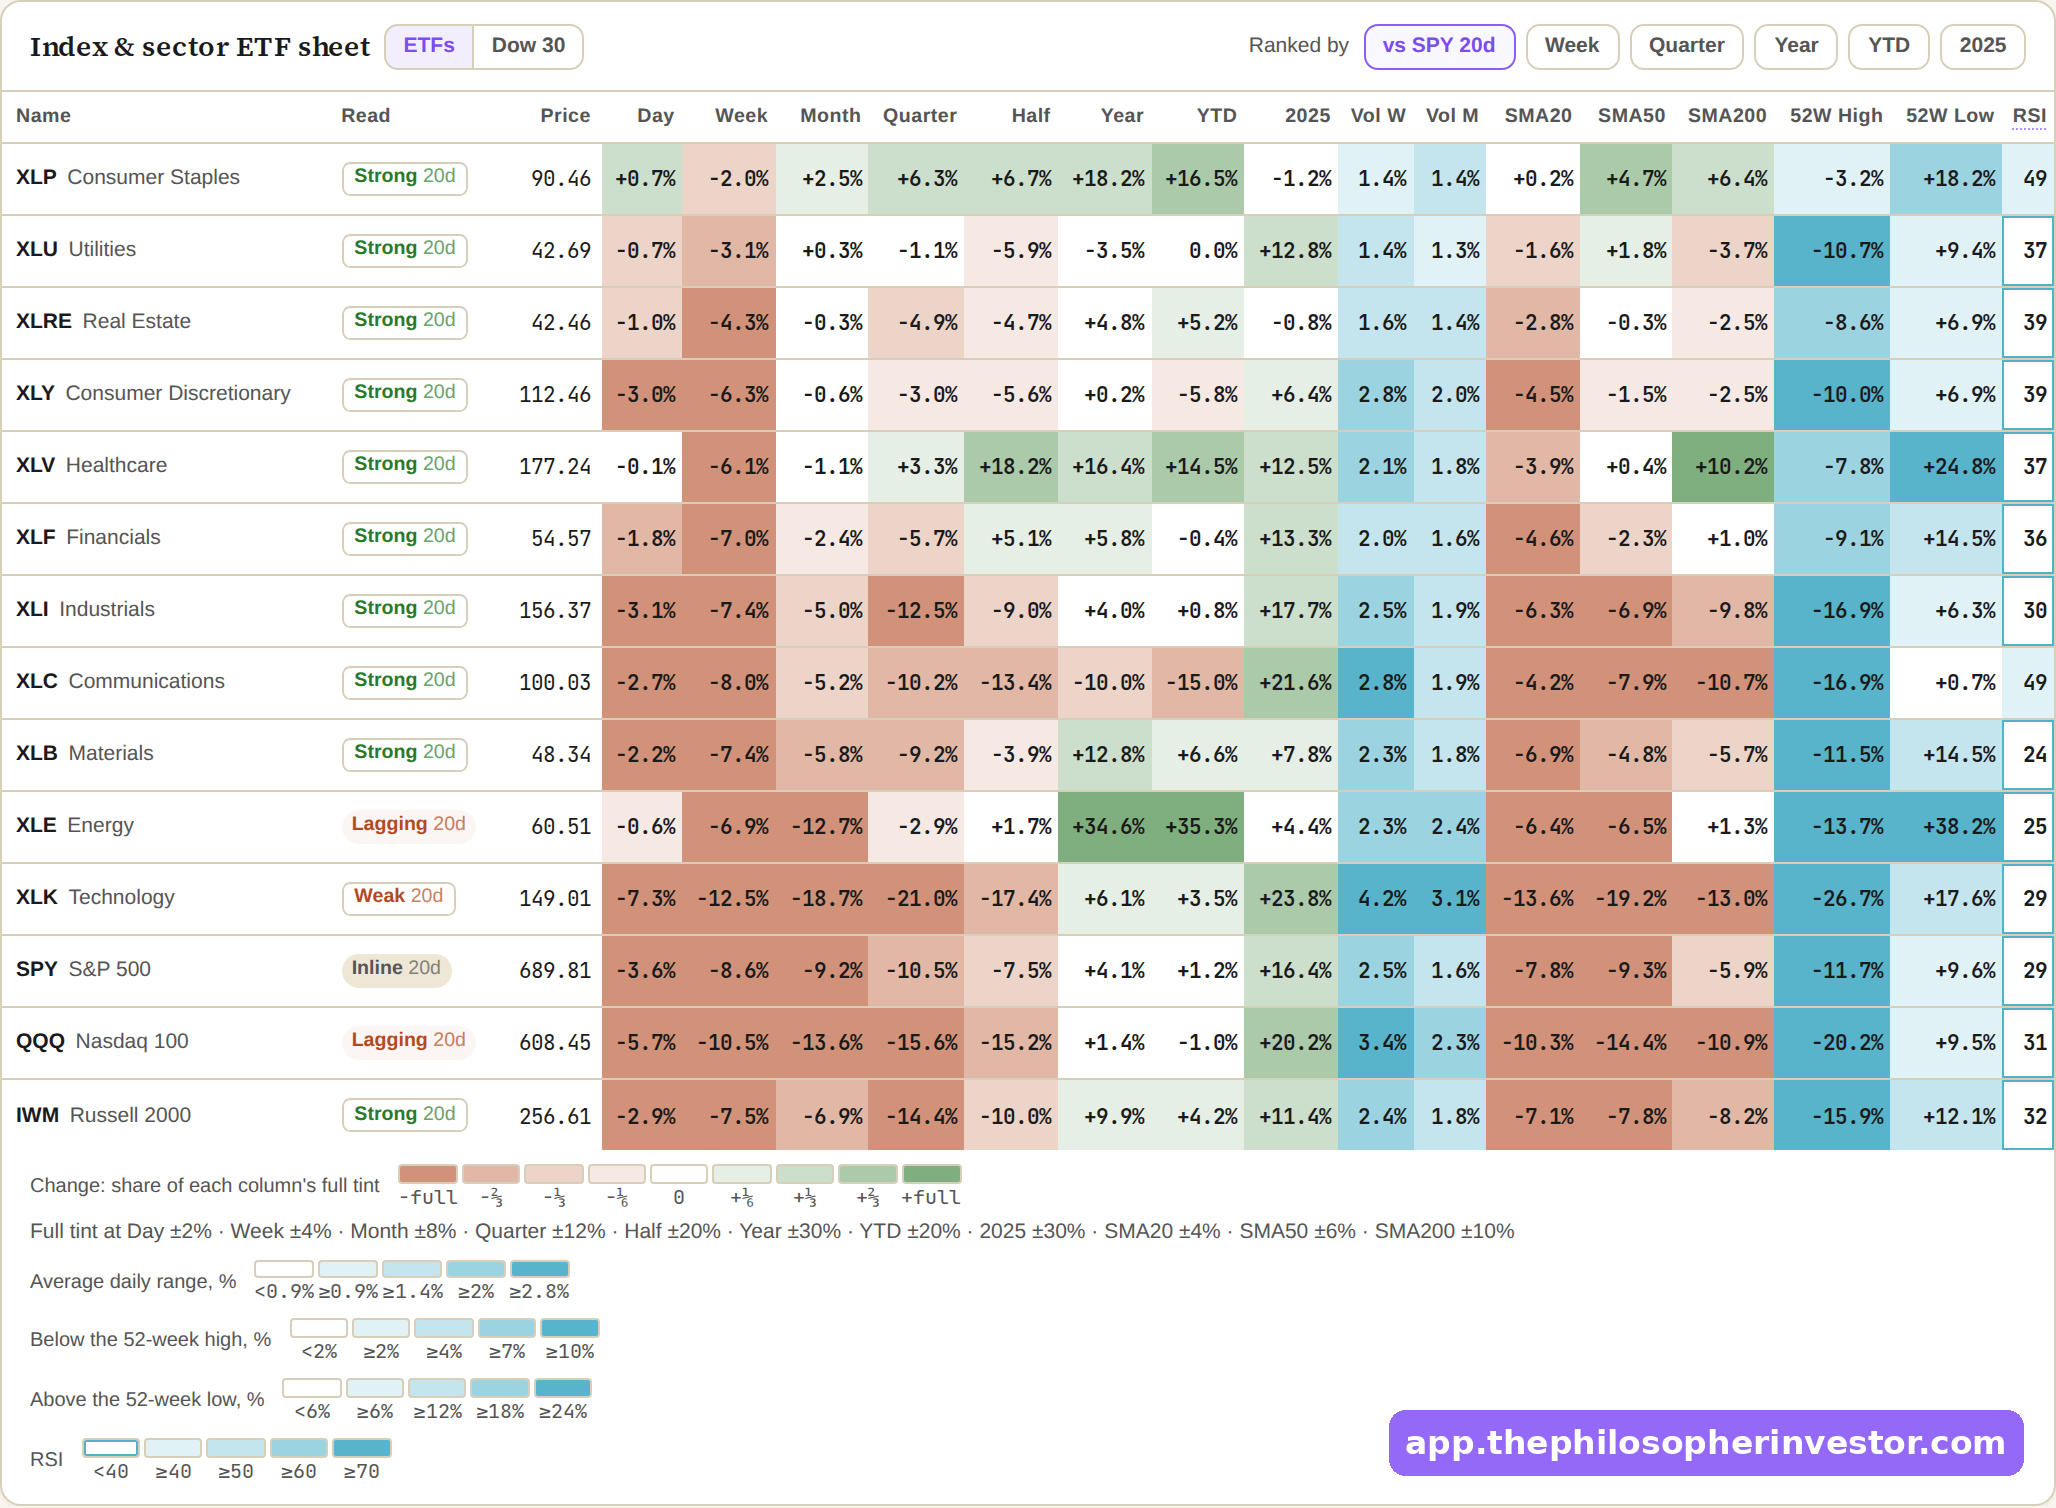 Index & sector ETF sheet ETFs Dow 30 Ranked by vs SPY 20d Week Quarter Year YTD 2025
Name Read Price Day Week Month Quarter Half Year YTD 2025 Vol W Vol M SMA20 SMA50 SMA200 52W High 52W Low RSI
XLP Consumer Staples Strong 20d 90.46 +0.7% -2.0% +2.5% +6.3% +6.7% +18.2% +16.5% -1.2% 1.4% 1.4% +0.2% +4.7% +6.4% -3.2% +18.2% 49
XLU Utilities Strong 20d 42.69 -0.7% -3.1% +0.3% -1.1% -5.9% -3.5% 0.0% +12.8% 1.4% 1.3% -1.6% +1.8% -3.7% -10.7% +9.4% 37
XLRE Real Estate Strong 20d 42.46 -1.0% -4.3% -0.3% -4.9% -4.7% +4.8% +5.2% -0.8% 1.6% 1.4% -2.8% -0.3% -2.5% -8.6% +6.9% 39
XLY Consumer Discretionary Strong 20d 112.46 -3.0% -6.3% -0.6% -3.0% -5.6% +0.2% -5.8% +6.4% 2.8% 2.0% -4.5% -1.5% -2.5% -10.0% +6.9% 39
XLV Healthcare Strong 20d 177.24 -0.1% -6.1% -1.1% +3.3% +18.2% +16.4% +14.5% +12.5% 2.1% 1.8% -3.9% +0.4% +10.2% -7.8% +24.8% 37
XLF Financials Strong 20d 54.57 -1.8% -7.0% -2.4% -5.7% +5.1% +5.8% -0.4% +13.3% 2.0% 1.6% -4.6% -2.3% +1.0% -9.1% +14.5% 36
XLI Industrials Strong 20d 156.37 -3.1% -7.4% -5.0% -12.5% -9.0% +4.0% +0.8% +17.7% 2.5% 1.9% -6.3% -6.9% -9.8% -16.9% +6.3% 30
XLC Communications Strong 20d 100.03 -2.7% -8.0% -5.2% -10.2% -13.4% -10.0% -15.0% +21.6% 2.8% 1.9% -4.2% -7.9% -10.7% -16.9% +0.7% 49
XLB Materials Strong 20d 48.34 -2.2% -7.4% -5.8% -9.2% -3.9% +12.8% +6.6% +7.8% 2.3% 1.8% -6.9% -4.8% -5.7% -11.5% +14.5% 24
XLE Energy Lagging 20d 60.51 -0.6% -6.9% -12.7% -2.9% +1.7% +34.6% +35.3% +4.4% 2.3% 2.4% -6.4% -6.5% +1.3% -13.7% +38.2% 25
XLK Technology Weak 20d 149.01 -7.3% -12.5% -18.7% -21.0% -17.4% +6.1% +3.5% +23.8% 4.2% 3.1% -13.6% -19.2% -13.0% -26.7% +17.6% 29
SPY S&P 500 Inline 20d 689.81 -3.6% -8.6% -9.2% -10.5% -7.5% +4.1% +1.2% +16.4% 2.5% 1.6% -7.8% -9.3% -5.9% -11.7% +9.6% 29
QQQ Nasdaq 100 Lagging 20d 608.45 -5.7% -10.5% -13.6% -15.6% -15.2% +1.4% -1.0% +20.2% 3.4% 2.3% -10.3% -14.4% -10.9% -20.2% +9.5% 31
IWM Russell 2000 Strong 20d 256.61 -2.9% -7.5% -6.9% -14.4% -10.0% +9.9% +4.2% +11.4% 2.4% 1.8% -7.1% -7.8% -8.2% -15.9% +12.1% 32
Change: share of each column's full tint -full -⅔ -⅓ -⅙ 0 +⅙ +⅓ +⅔ +full
Full tint at Day ±2% · Week ±4% · Month ±8% · Quarter ±12% · Half ±20% · Year ±30% · YTD ±20% · 2025 ±30% · SMA20 ±4% · SMA50 ±6% · SMA200 ±10%
Average daily range, % <0.9% ≥0.9% ≥1.4% ≥2% ≥2.8%
Below the 52-week high, % <2% ≥2% ≥4% ≥7% ≥10%
Above the 52-week low, % <6% ≥6% ≥12% ≥18% ≥24%
RSI <40 ≥40 ≥50 ≥60 ≥70
app.thephilosopherinvestor.com